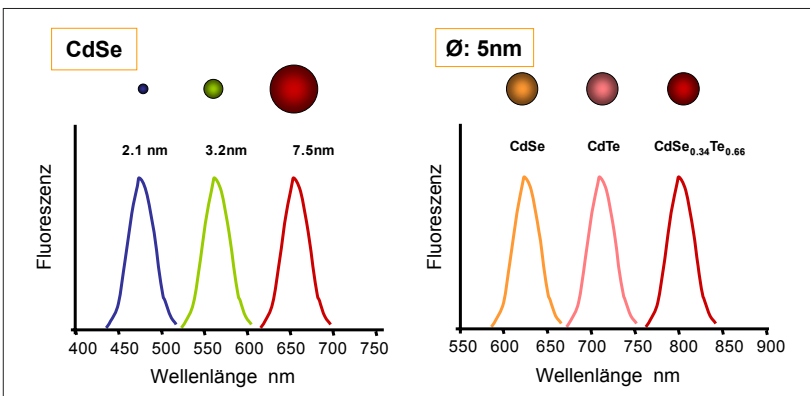 CdSe
2.1 nm 3.2nm 7.5nm
Fluoreszenz
400 450 500 550 600 650 700 750
Wellenlänge nm
Ø: 5nm
CdSe CdTe CdSe₀.₃₄Te₀.₆₆
Fluoreszenz
550 600 650 700 750 800 850 900
Wellenlänge nm